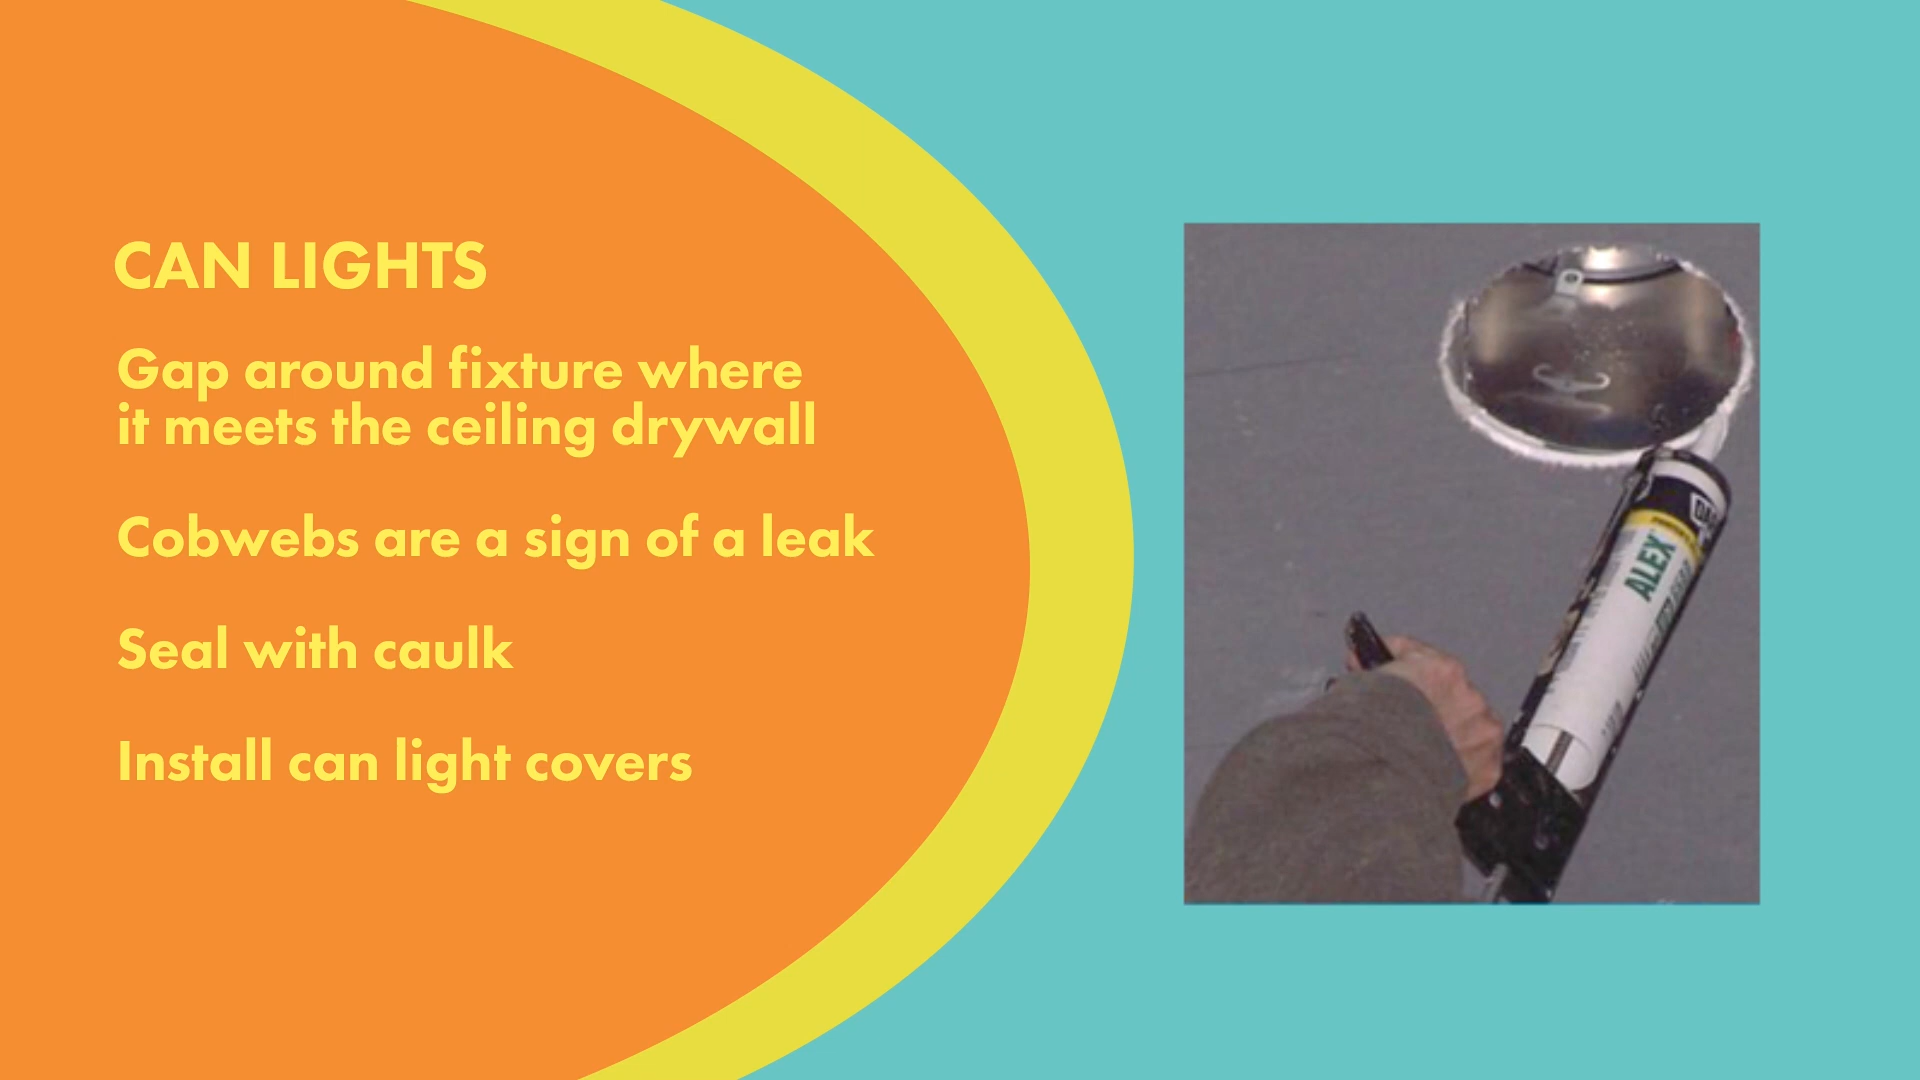 CAN LIGHTS
Gap around fixture where
it meets the ceiling drywall
Cobwebs are a sign of a leak
Seal with caulk
Install can light covers
ALEX